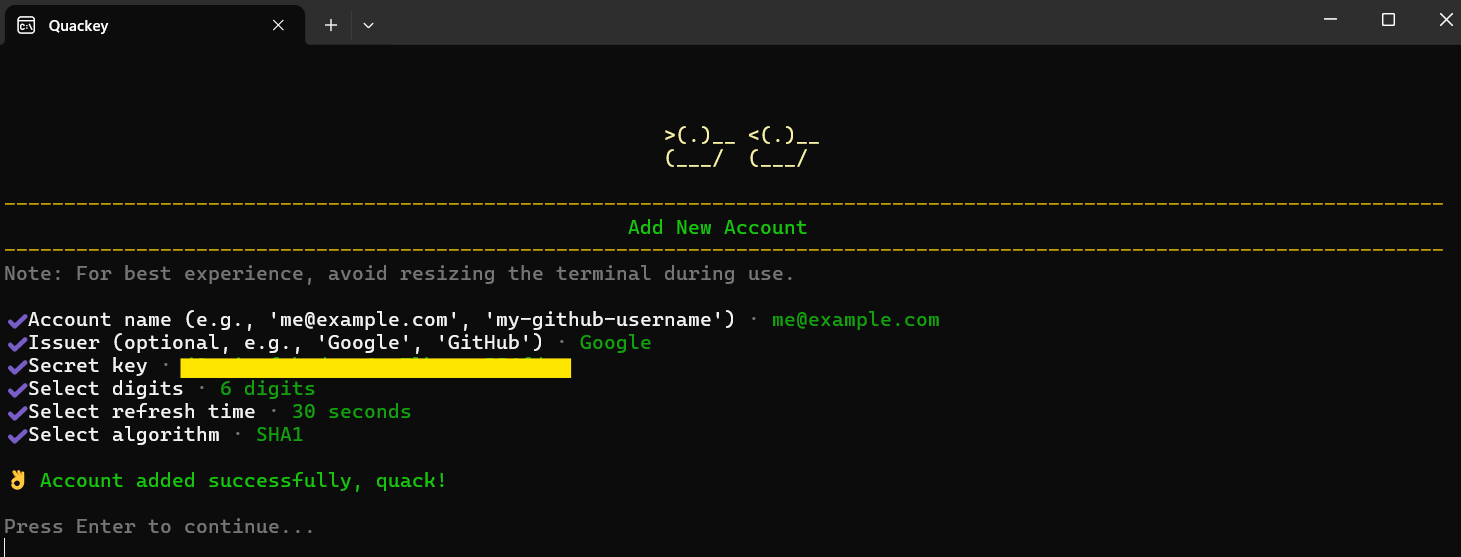 Quackey
>(.)__ <(.)__
(___/  (___/
Add New Account
Note: For best experience, avoid resizing the terminal during use.
✔Account name (e.g., 'me@example.com', 'my-github-username') · me@example.com
✔Issuer (optional, e.g., 'Google', 'GitHub') · Google
✔Secret key ·
✔Select digits · 6 digits
✔Select refresh time · 30 seconds
✔Select algorithm · SHA1
👌 Account added successfully, quack!
Press Enter to continue...